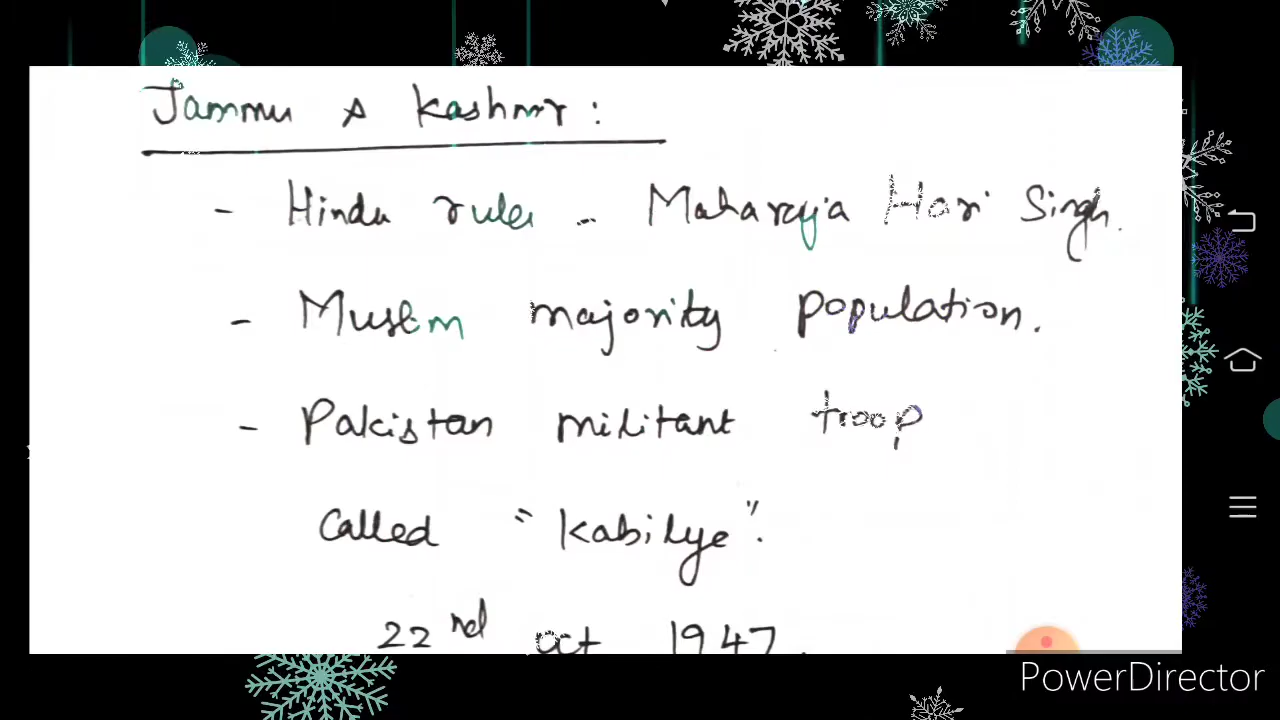 Jammu & Kashmir:
- Hindu ruler - Maharaja Hari Singh.
- Muslim majority population.
- Pakistan militant troop
called "Kabilye".
22nd oct 1947.
PowerDirector